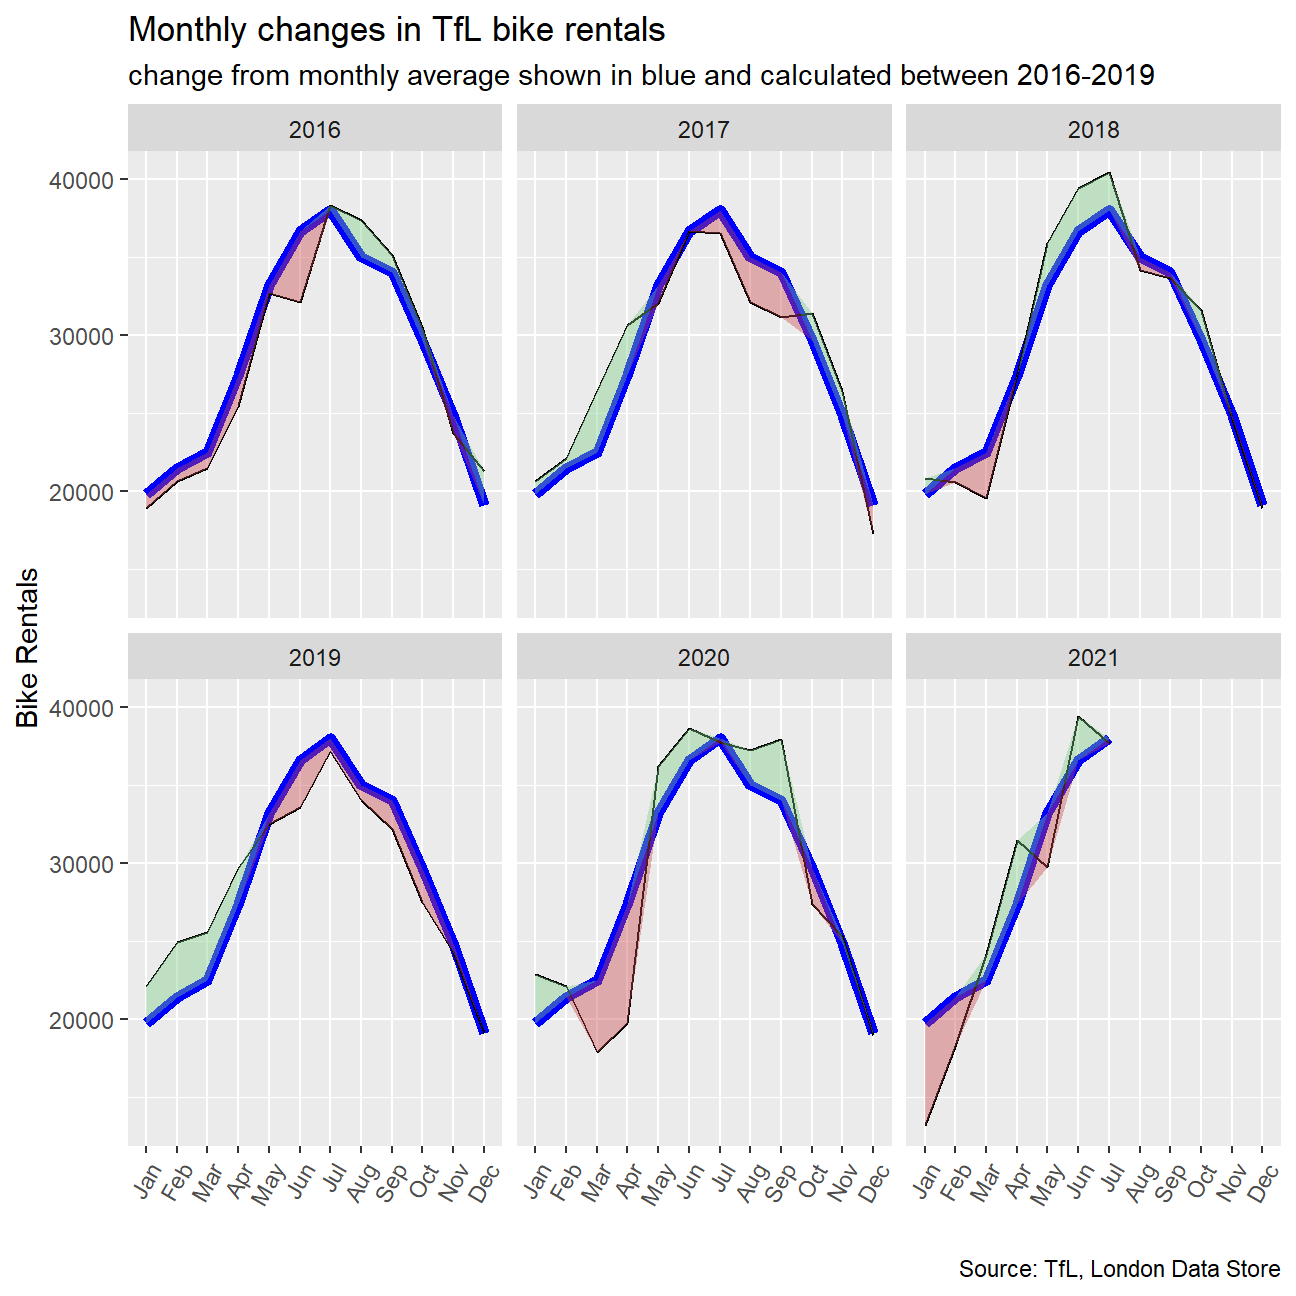 Monthly changes in TfL bike rentals
change from monthly average shown in blue and calculated between 2016-2019
2016 2017 2018
40000
30000
20000
Bike Rentals
2019 2020 2021
40000
30000
20000
Jan Feb Mar Apr May Jun Jul Aug Sep Oct Nov Dec Jan Feb Mar Apr May Jun Jul Aug Sep Oct Nov Dec Jan Feb Mar Apr May Jun Jul Aug Sep Oct Nov Dec
Source: TfL, London Data Store